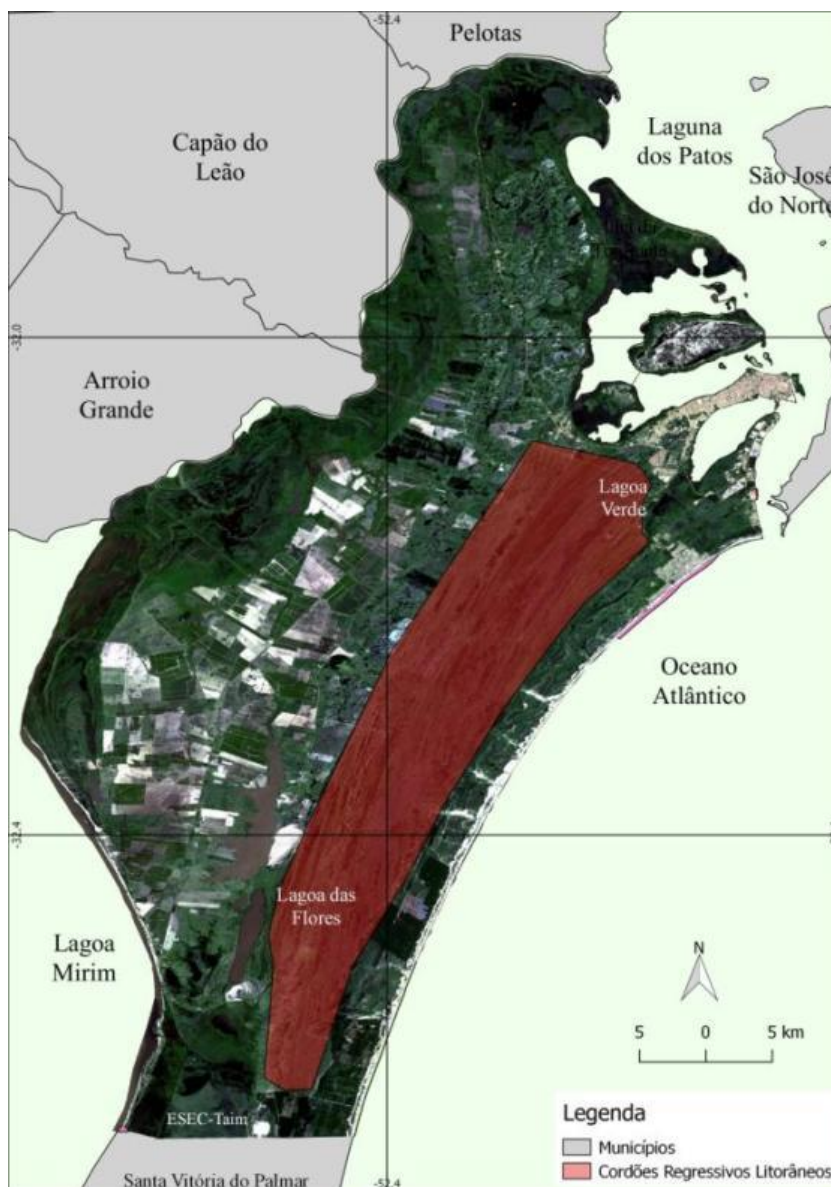 -52.4
Pelotas
Capão do
Leão
Laguna
dos Patos
São José
do Norte
-32.0
Arroio
Grande
Lagoa
Verde
Oceano
Atlântico
-32.4
Lagoa das
Flores
Lagoa
Mirim
N
5 0 5 km
ESEC-Taim
Legenda
Municípios
Cordões Regressivos Litorâneos
Santa Vitória do Palmar
-52.4